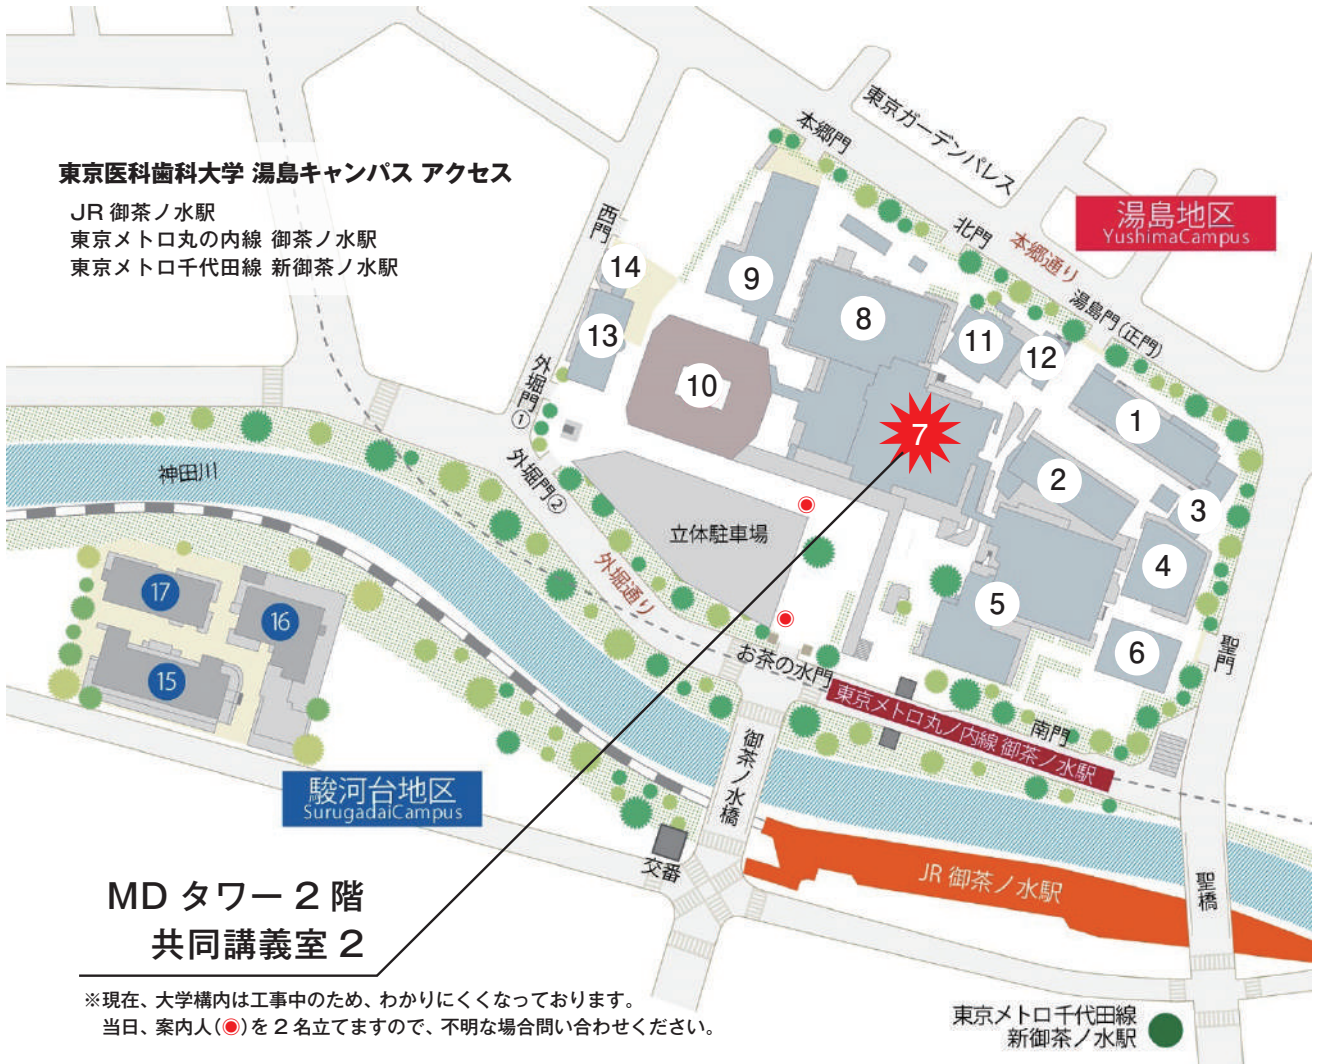 東京医科歯科大学 湯島キャンパス アクセス
JR 御茶ノ水駅
東京メトロ丸の内線 御茶ノ水駅
東京メトロ千代田線 新御茶ノ水駅
本郷門
東京ガーデンパレス
湯島地区
YushimaCampus
西門
北門
本郷通り
湯島門(正門)
14
9
8
13
11
12
10
外堀門①
1
7
2
外堀門②
神田川
3
立体駐車場
4
外堀通り
5
17
16
15
6
聖門
お茶の水門
東京メトロ丸ノ内線 御茶ノ水駅
南門
御茶ノ水橋
駿河台地区
SurugadaiCampus
交番
JR 御茶ノ水駅
聖橋
MD タワー 2 階
共同講義室 2
※現在、大学構内は工事中のため、わかりにくくなっております。
当日、案内人(◉)を 2 名立てますので、不明な場合問い合わせください。
東京メトロ千代田線
新御茶ノ水駅